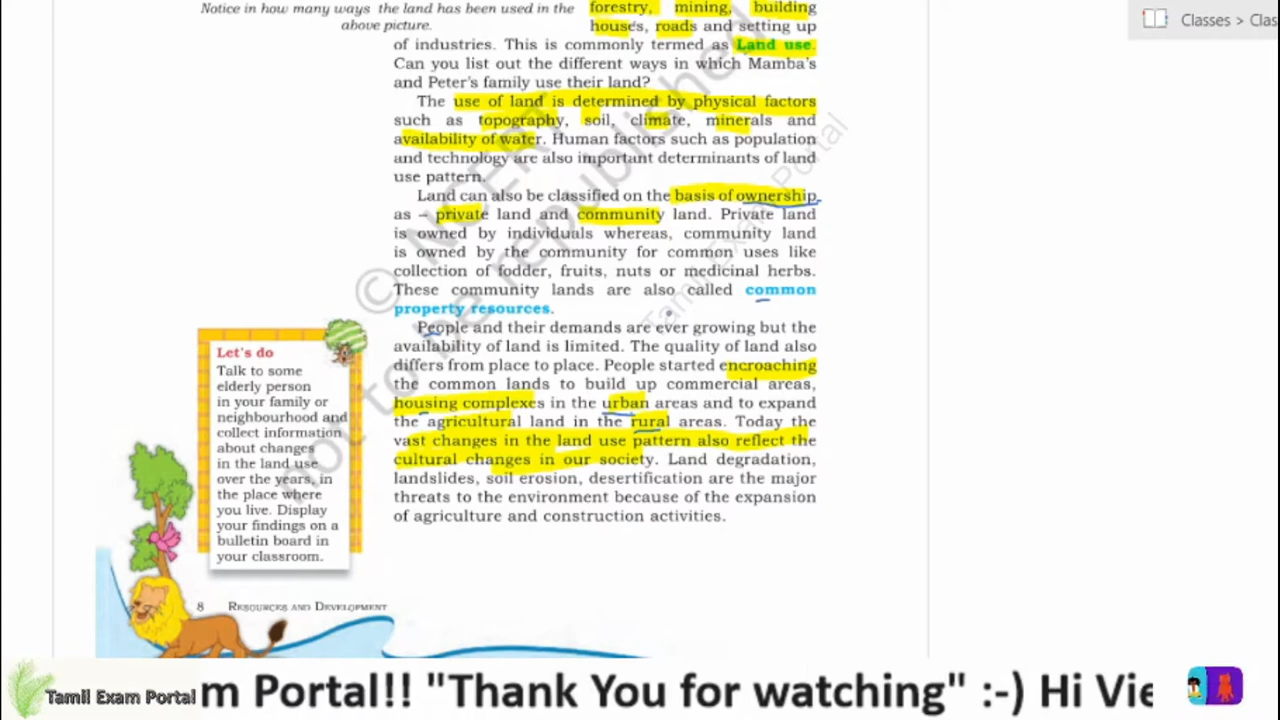 Classes > Clas
Notice in how many ways the land has been used in the
above picture.
forestry, mining, building
houses, roads and setting up
of industries. This is commonly termed as Land use.
Can you list out the different ways in which Mamba's
and Peter's family use their land?
The use of land is determined by physical factors
such as topography, soil, climate, minerals and
availability of water. Human factors such as population
and technology are also important determinants of land
use pattern.
Land can also be classified on the basis of ownership
as – private land and community land. Private land
is owned by individuals whereas, community land
is owned by the community for common uses like
collection of fodder, fruits, nuts or medicinal herbs.
These community lands are also called common
property resources.
People and their demands are ever growing but the
availability of land is limited. The quality of land also
differs from place to place. People started encroaching
the common lands to build up commercial areas,
housing complexes in the urban areas and to expand
the agricultural land in the rural areas. Today the
vast changes in the land use pattern also reflect the
cultural changes in our society. Land degradation,
landslides, soil erosion, desertification are the major
threats to the environment because of the expansion
of agriculture and construction activities.
Let's do
Talk to some
elderly person
in your family or
neighbourhood and
collect information
about changes
in the land use
over the years, in
the place where
you live. Display
your findings on a
bulletin board in
your classroom.
© NCERT
not to be republished
Tamil Exam Portal
8 Resources and Development
Tamil Exam Portal
m Portal!! "Thank You for watching" :-) Hi Vie